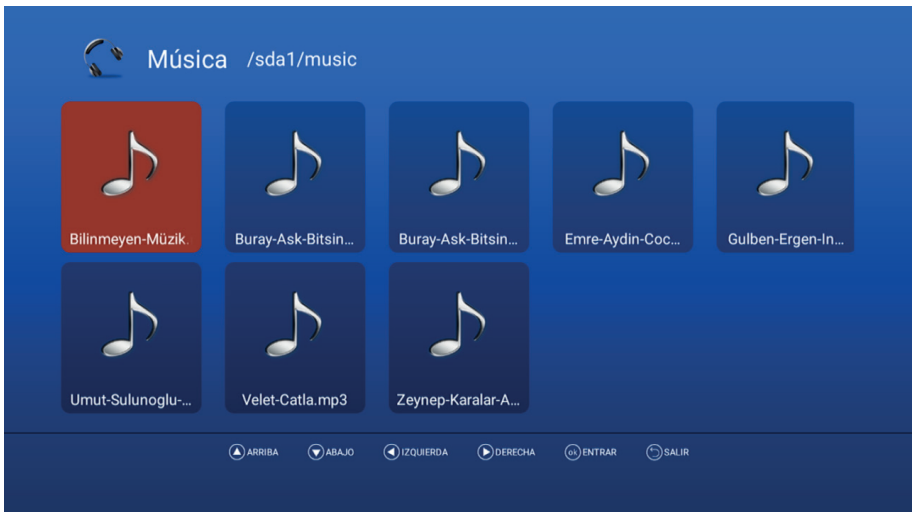 Música /sda1/music
Bilinmeyen-Müzik. Buray-Ask-Bitsin... Buray-Ask-Bitsin... Emre-Aydin-Coc... Gulben-Ergen-In...
Umut-Sulunoglu-... Velet-Catla.mp3 Zeynep-Karalar-A...
ARRIBA ABAJO IZQUIERDA DERECHA ok ENTRAR SALIR